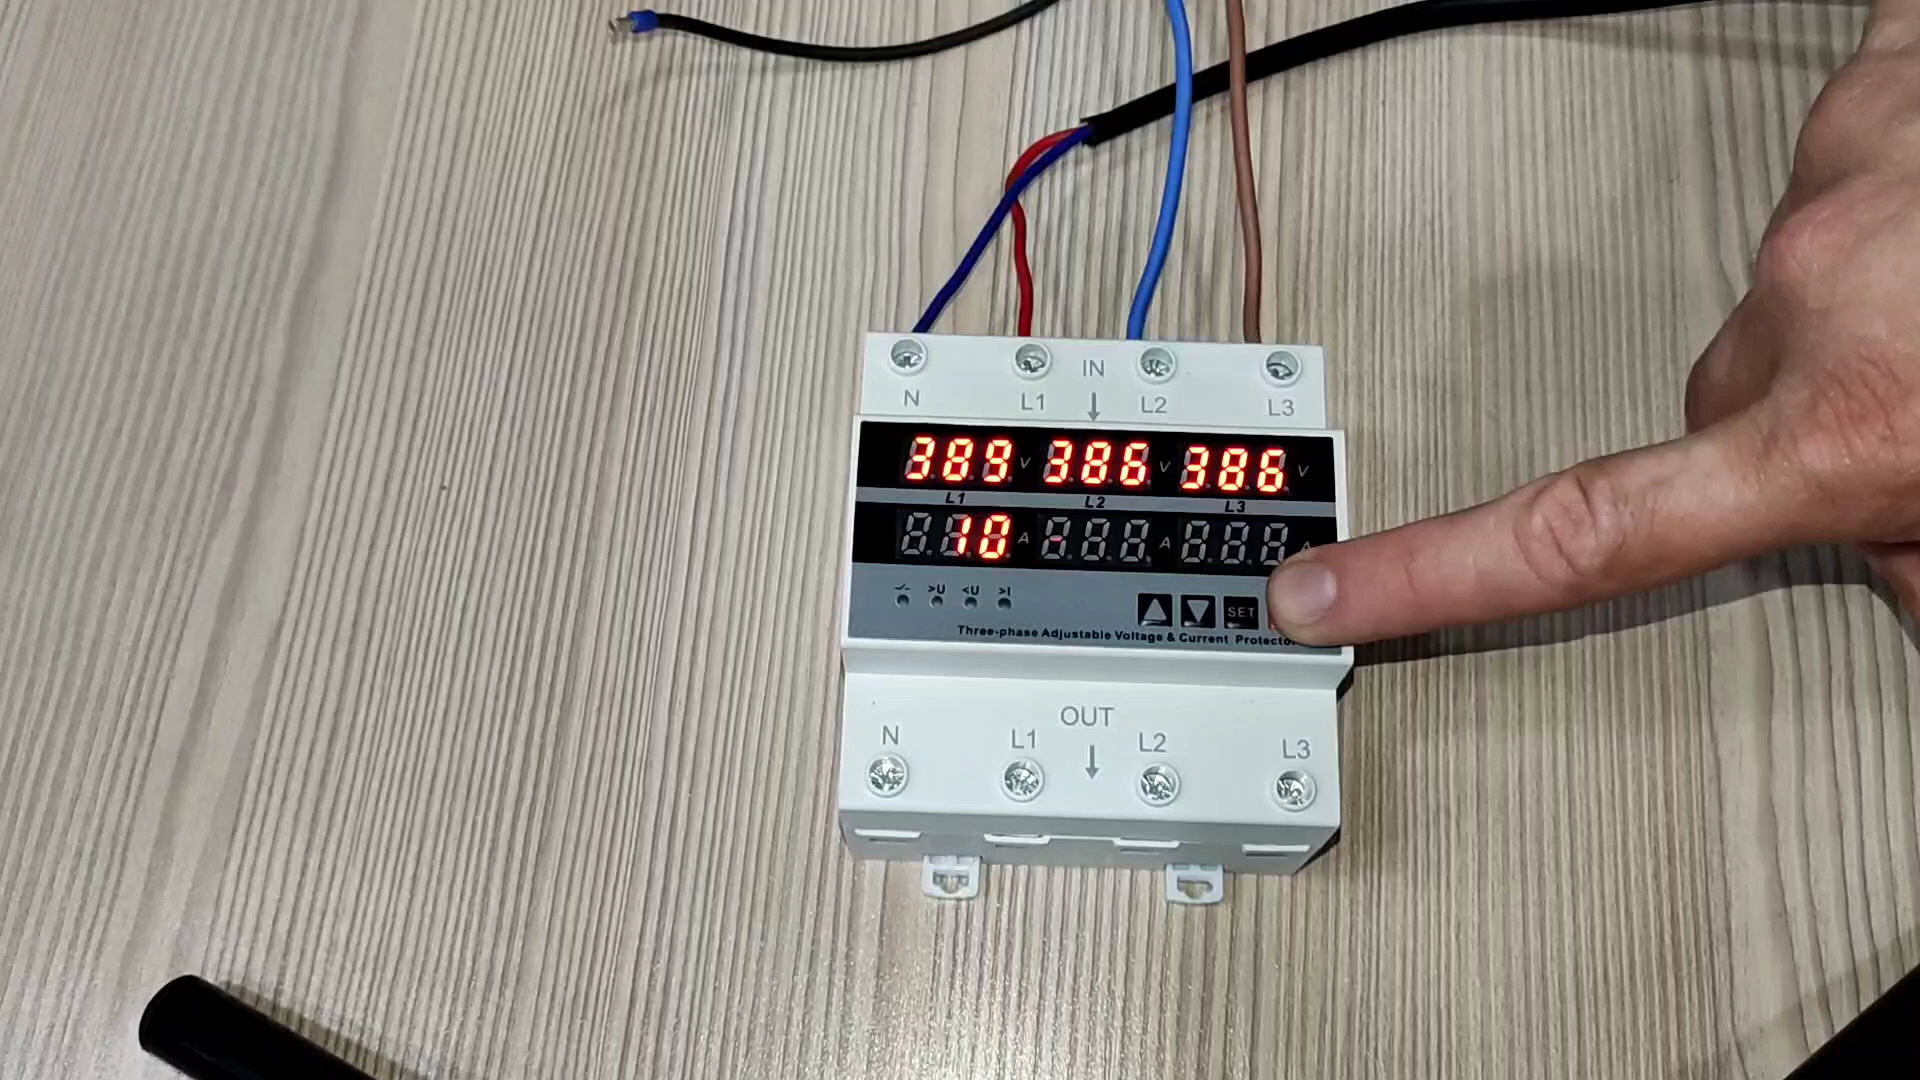 IN
N L1 L2 L3
389 V 386 V 386 V
L1 L2 L3
10 A - A A
>U <U >I
SET
Three-phase Adjustable Voltage & Current Protector
OUT
N L1 L2 L3